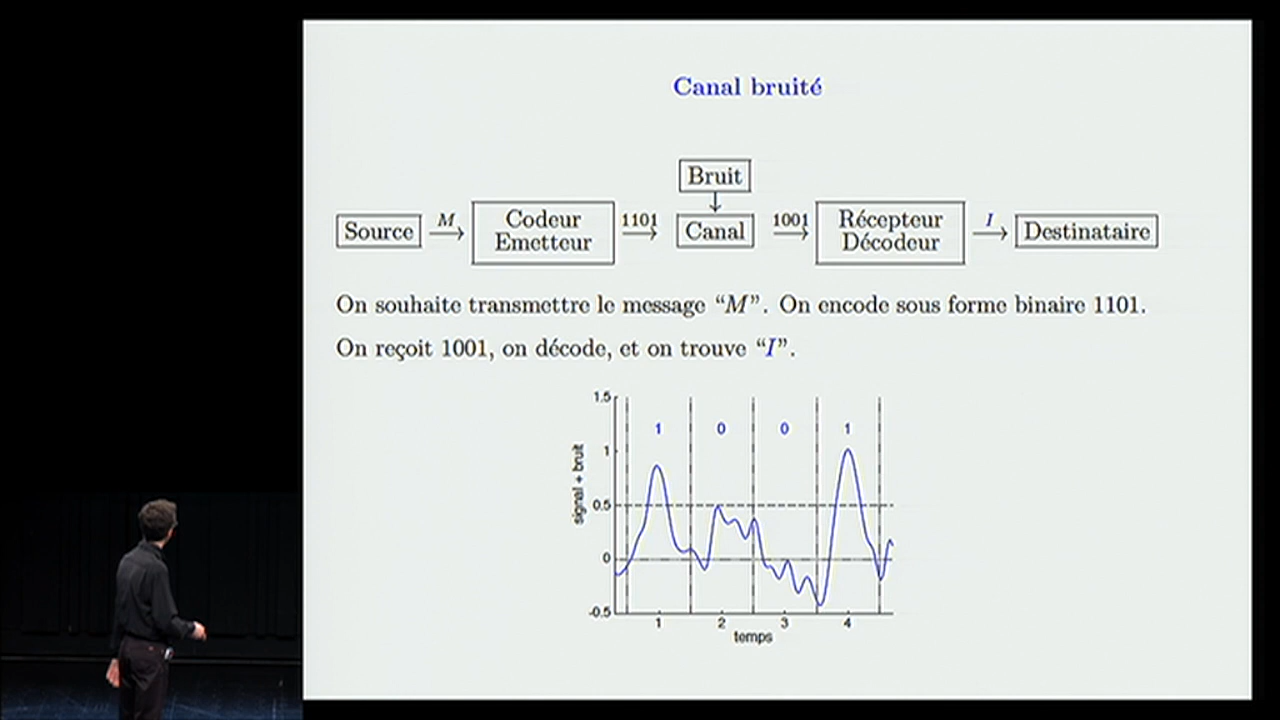 Canal bruité
Bruit
Source M Codeur Emetteur 1101 Canal 1001 Récepteur Décodeur I Destinataire
On souhaite transmettre le message “M”. On encode sous forme binaire 1101.
On reçoit 1001, on décode, et on trouve “I”.
1.5
1 0 0 1
1
signal + bruit
0.5
0
-0.5
1 2 3 4
temps